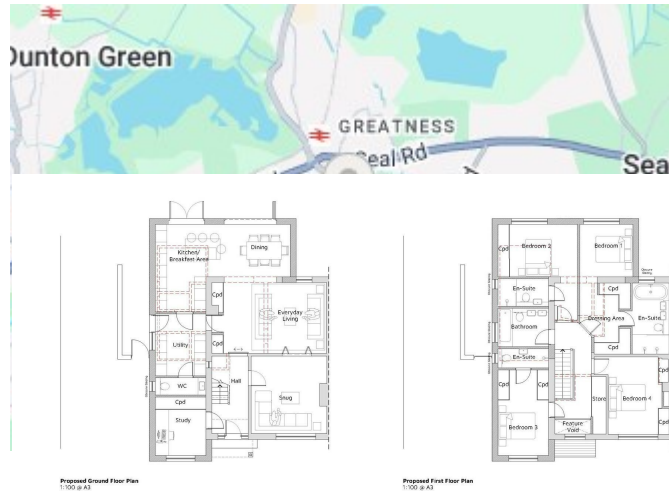 Dunton Green
GREATNESS
Seal Rd
Sea
Kitchen/
Breakfast Area
Dining
Cpd
Everyday
Living
Utility
Cpd
WC
Hall
Cpd
Snug
Study
Proposed Ground Floor Plan
1:100 @ A3
Cpd
Bedroom 2
Bedroom 1
En-Suite
Cpd
Dressing Area
En-Suite
Bathroom
Cpd
En-Suite
Cpd
Cpd
Store
Bedroom 4
Cpd
Cpd
Bedroom 3
Feature
Void
Proposed First Floor Plan
1:100 @ A3